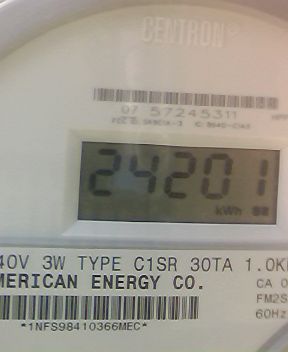 CENTRON®
07 57245311
24201
kWh
40V 3W TYPE C1SR 30TA 1.0K
MERICAN ENERGY CO.
CA 0
FM2S
60Hz
*1NFS98410366MEC*